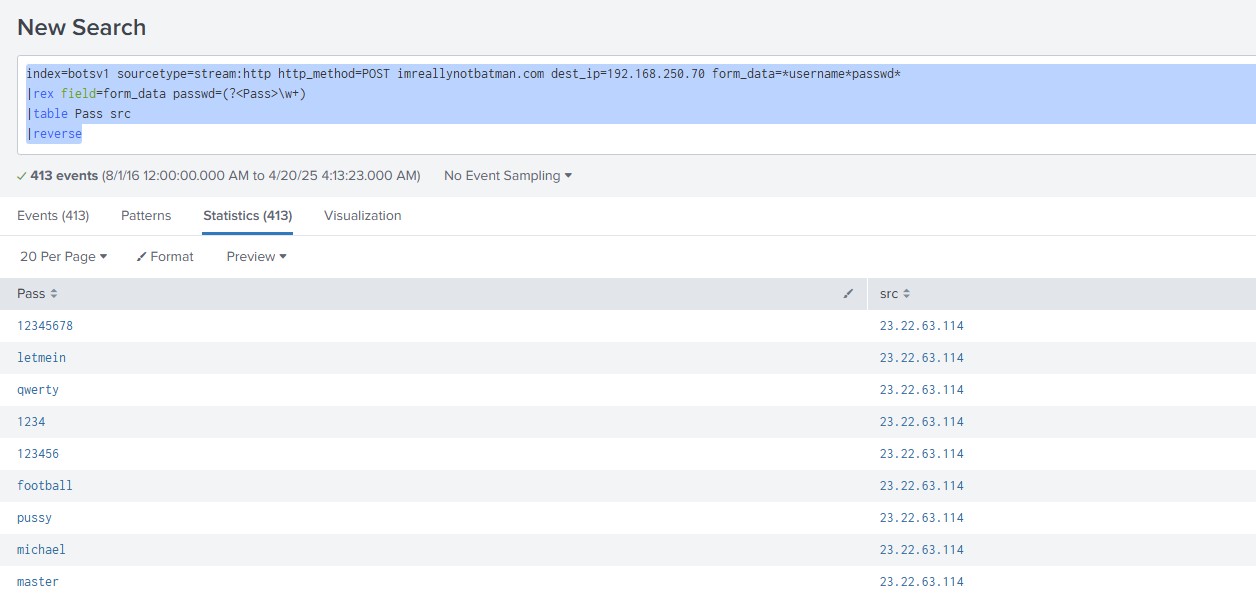 New Search
index=botsv1 sourcetype=stream:http http_method=POST imreallynotbatman.com dest_ip=192.168.250.70 form_data=*username*passwd*
|rex field=form_data passwd=(?<Pass>\w+)
|table Pass src
|reverse
413 events (8/1/16 12:00:00.000 AM to 4/20/25 4:13:23.000 AM) No Event Sampling
Events (413) Patterns Statistics (413) Visualization
20 Per Page Format Preview
Pass src
12345678 23.22.63.114
letmein 23.22.63.114
qwerty 23.22.63.114
1234 23.22.63.114
123456 23.22.63.114
football 23.22.63.114
pussy 23.22.63.114
michael 23.22.63.114
master 23.22.63.114